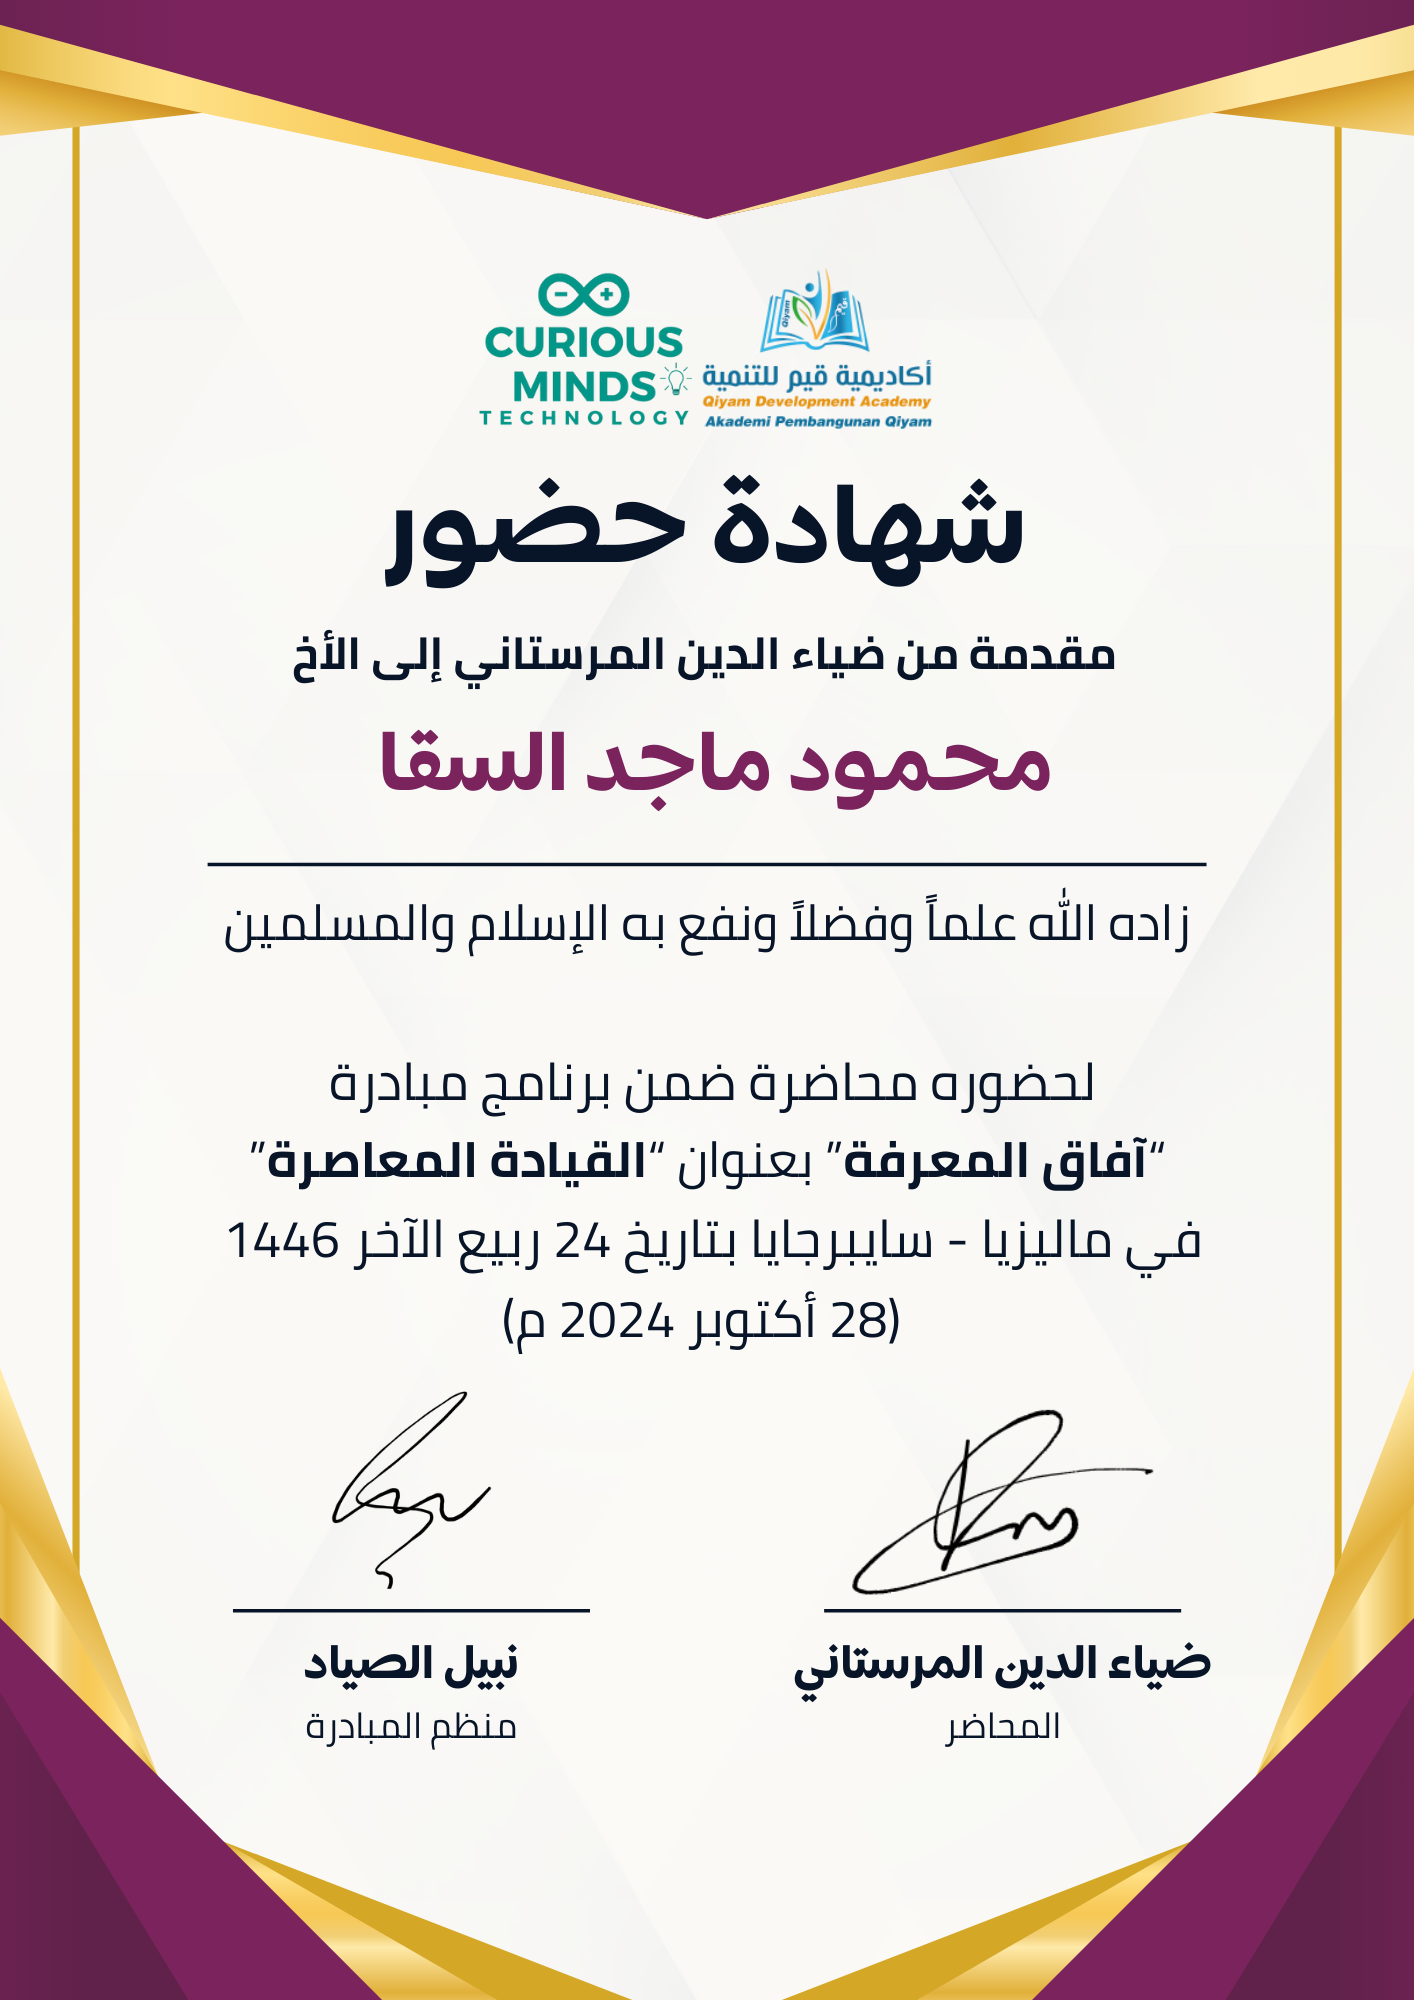 CURIOUS
MINDS
TECHNOLOGY
Qiyam
قيم
أكاديمية قيم للتنمية
Qiyam Development Academy
Akademi Pembangunan Qiyam
شهادة حضور
مقدمة من ضياء الدين المرستاني إلى الأخ
محمود ماجد السقا
زاده الله علماً وفضلاً ونفع به الإسلام والمسلمين
لحضوره محاضرة ضمن برنامج مبادرة
“آفاق المعرفة” بعنوان “القيادة المعاصرة”
في ماليزيا - سايبرجايا بتاريخ 24 ربيع الآخر 1446
(28 أكتوبر 2024 م)
ضياء الدين المرستاني
المحاضر
نبيل الصياد
منظم المبادرة